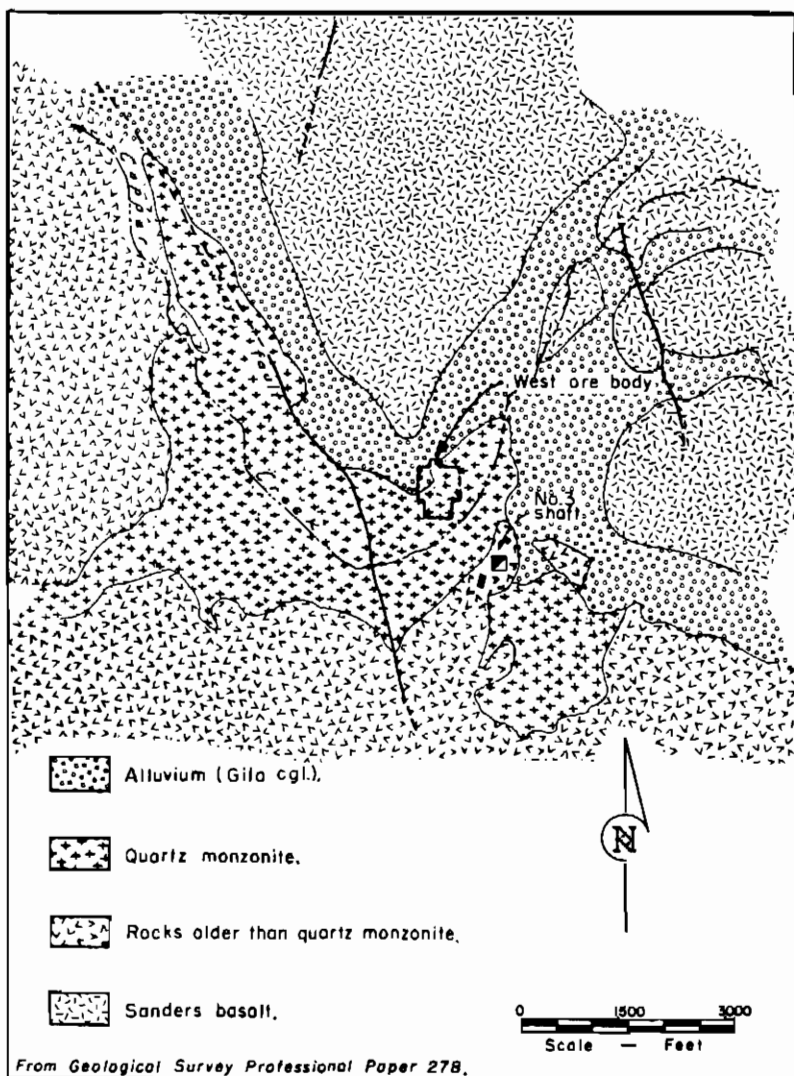 West ore body
No. 3
shaft
Alluvium (Gila cgl.).
Quartz monzonite.
Rocks older than quartz monzonite.
Sanders basalt.
N
0 1500 3000
Scale — Feet
From Geological Survey Professional Paper 278.